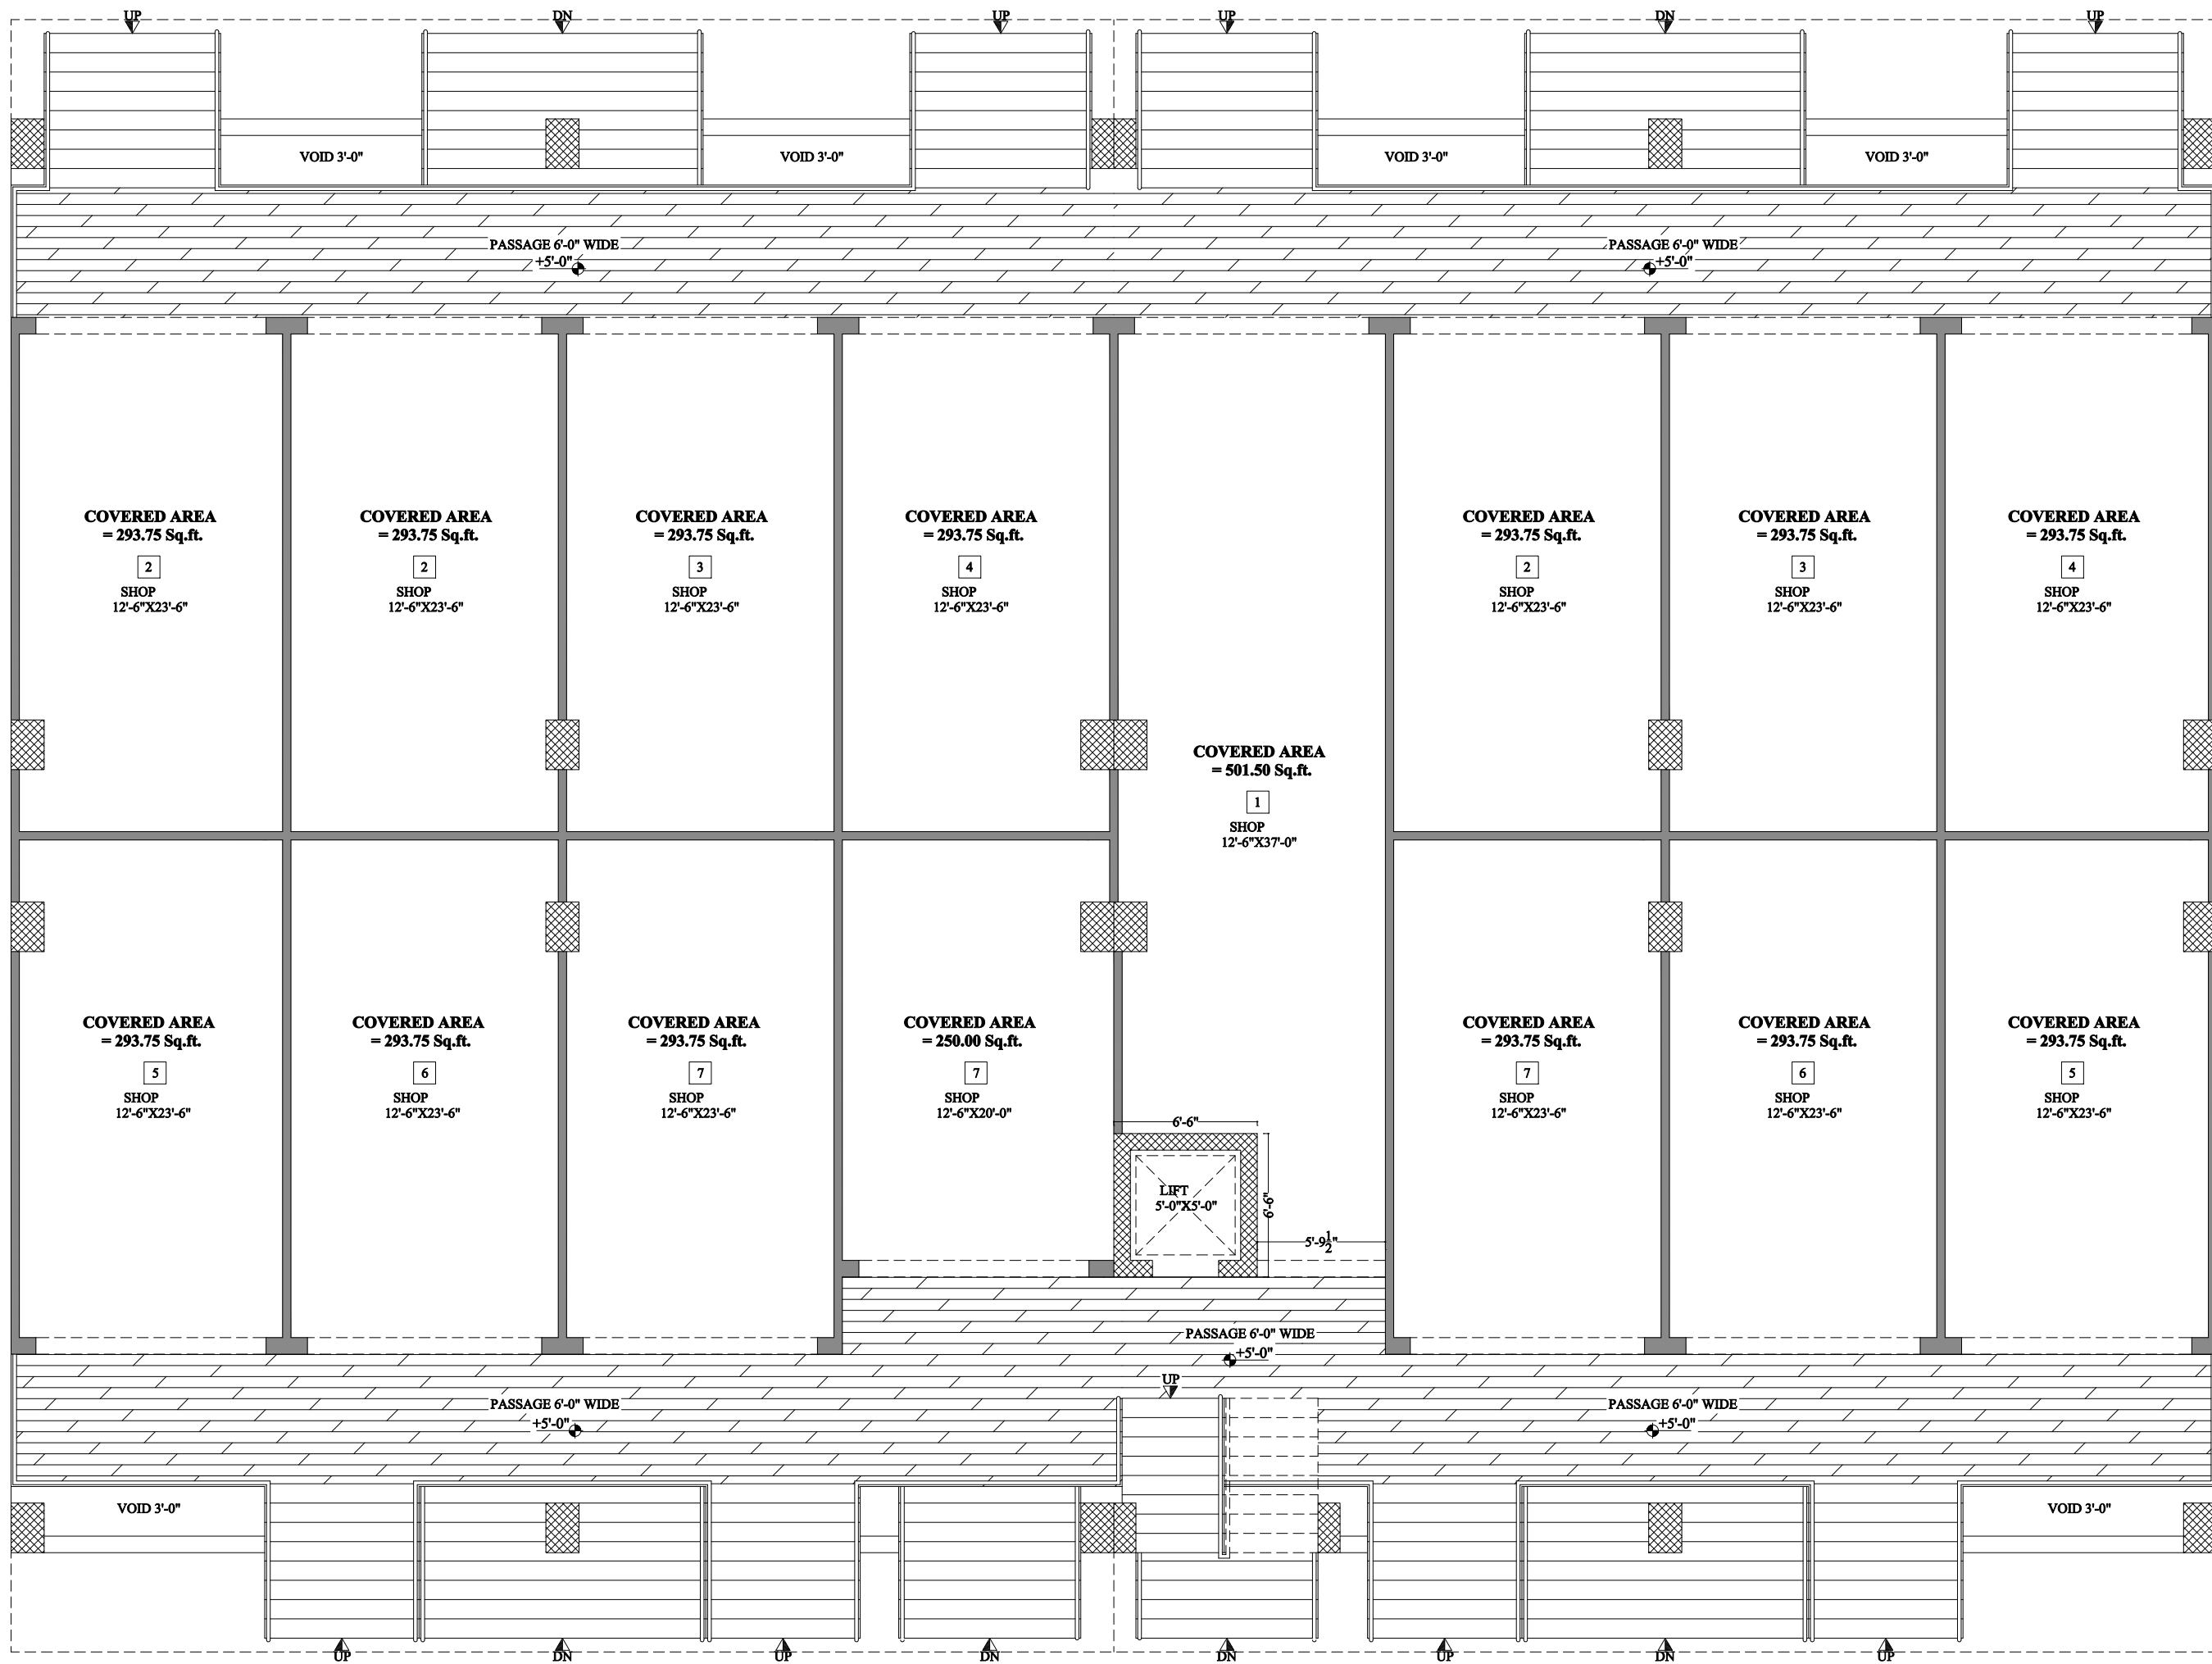 UP
DN
UP
UP
DN
UP
VOID 3'-0"
VOID 3'-0"
VOID 3'-0"
VOID 3'-0"
PASSAGE 6'-0" WIDE
+5'-0"
PASSAGE 6'-0" WIDE
+5'-0"
COVERED AREA
= 293.75 Sq.ft.
2
SHOP
12'-6"X23'-6"
COVERED AREA
= 293.75 Sq.ft.
2
SHOP
12'-6"X23'-6"
COVERED AREA
= 293.75 Sq.ft.
3
SHOP
12'-6"X23'-6"
COVERED AREA
= 293.75 Sq.ft.
4
SHOP
12'-6"X23'-6"
COVERED AREA
= 501.50 Sq.ft.
1
SHOP
12'-6"X37'-0"
COVERED AREA
= 293.75 Sq.ft.
2
SHOP
12'-6"X23'-6"
COVERED AREA
= 293.75 Sq.ft.
3
SHOP
12'-6"X23'-6"
COVERED AREA
= 293.75 Sq.ft.
4
SHOP
12'-6"X23'-6"
COVERED AREA
= 293.75 Sq.ft.
5
SHOP
12'-6"X23'-6"
COVERED AREA
= 293.75 Sq.ft.
6
SHOP
12'-6"X23'-6"
COVERED AREA
= 293.75 Sq.ft.
7
SHOP
12'-6"X23'-6"
COVERED AREA
= 250.00 Sq.ft.
7
SHOP
12'-6"X20'-0"
COVERED AREA
= 293.75 Sq.ft.
7
SHOP
12'-6"X23'-6"
COVERED AREA
= 293.75 Sq.ft.
6
SHOP
12'-6"X23'-6"
COVERED AREA
= 293.75 Sq.ft.
5
SHOP
12'-6"X23'-6"
6'-6"
LIFT
5'-0"X5'-0"
6'-6"
5'-9 1/2"
PASSAGE 6'-0" WIDE
+5'-0"
UP
PASSAGE 6'-0" WIDE
+5'-0"
PASSAGE 6'-0" WIDE
+5'-0"
VOID 3'-0"
VOID 3'-0"
UP
DN
UP
DN
DN
UP
DN
UP